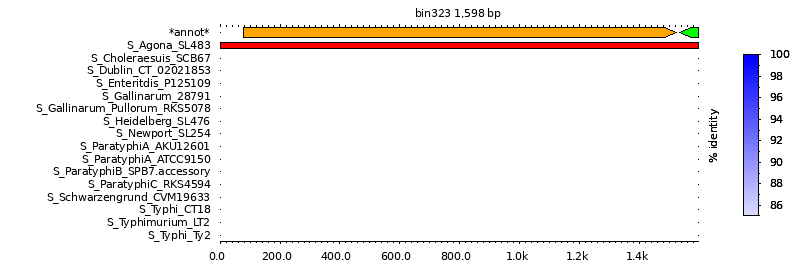 bin323 1,598 bp
*annot*
S_Agona_SL483
S_Choleraesuis_SCB67
S_Dublin_CT_02021853
S_Enteritdis_P125109
S_Gallinarum_28791
S_Gallinarum_Pullorum_RKS5078
S_Heidelberg_SL476
S_Newport_SL254
S_ParatyphiA_AKU12601
S_ParatyphiA_ATCC9150
S_ParatyphiB_SPB7.accessory
S_ParatyphiC_RKS4594
S_Schwarzengrund_CVM19633
S_Typhi_CT18
S_Typhimurium_LT2
S_Typhi_Ty2
0.0 200.0 400.0 600.0 800.0 1.0k 1.2k 1.4k
% identity
100
98
96
94
92
90
88
86